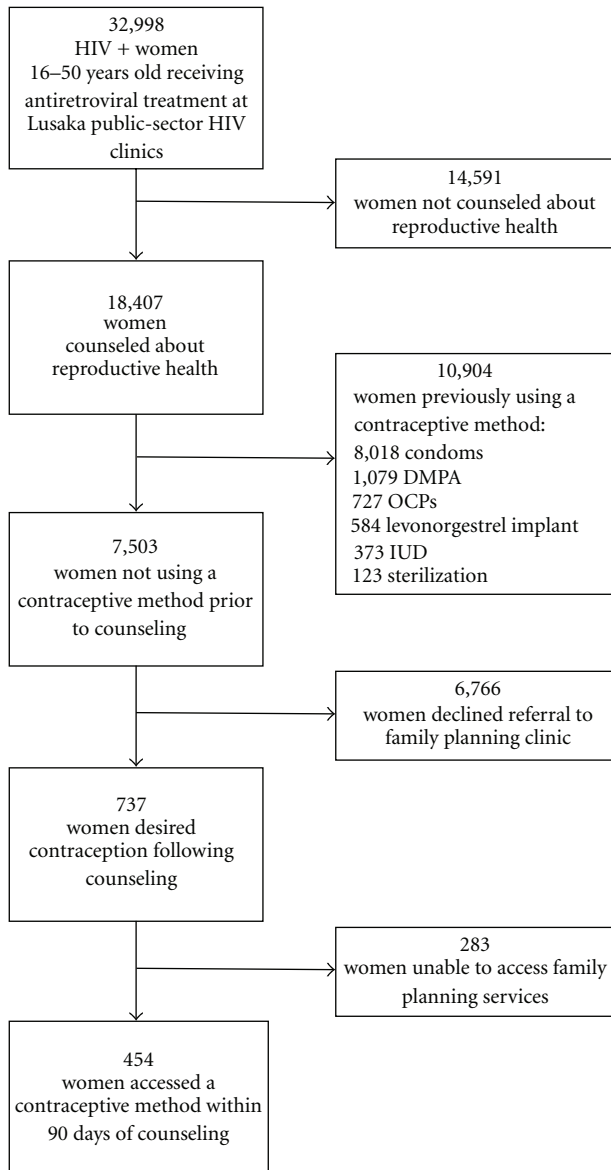 32,998
HIV + women
16–50 years old receiving
antiretroviral treatment at
Lusaka public-sector HIV
clinics
14,591
women not counseled about
reproductive health
18,407
women
counseled about
reproductive health
10,904
women previously using a
contraceptive method:
8,018 condoms
1,079 DMPA
727 OCPs
584 levonorgestrel implant
373 IUD
123 sterilization
7,503
women not using a
contraceptive method prior
to counseling
6,766
women declined referral to
family planning clinic
737
women desired
contraception following
counseling
283
women unable to access family
planning services
454
women accessed a
contraceptive method within
90 days of counseling